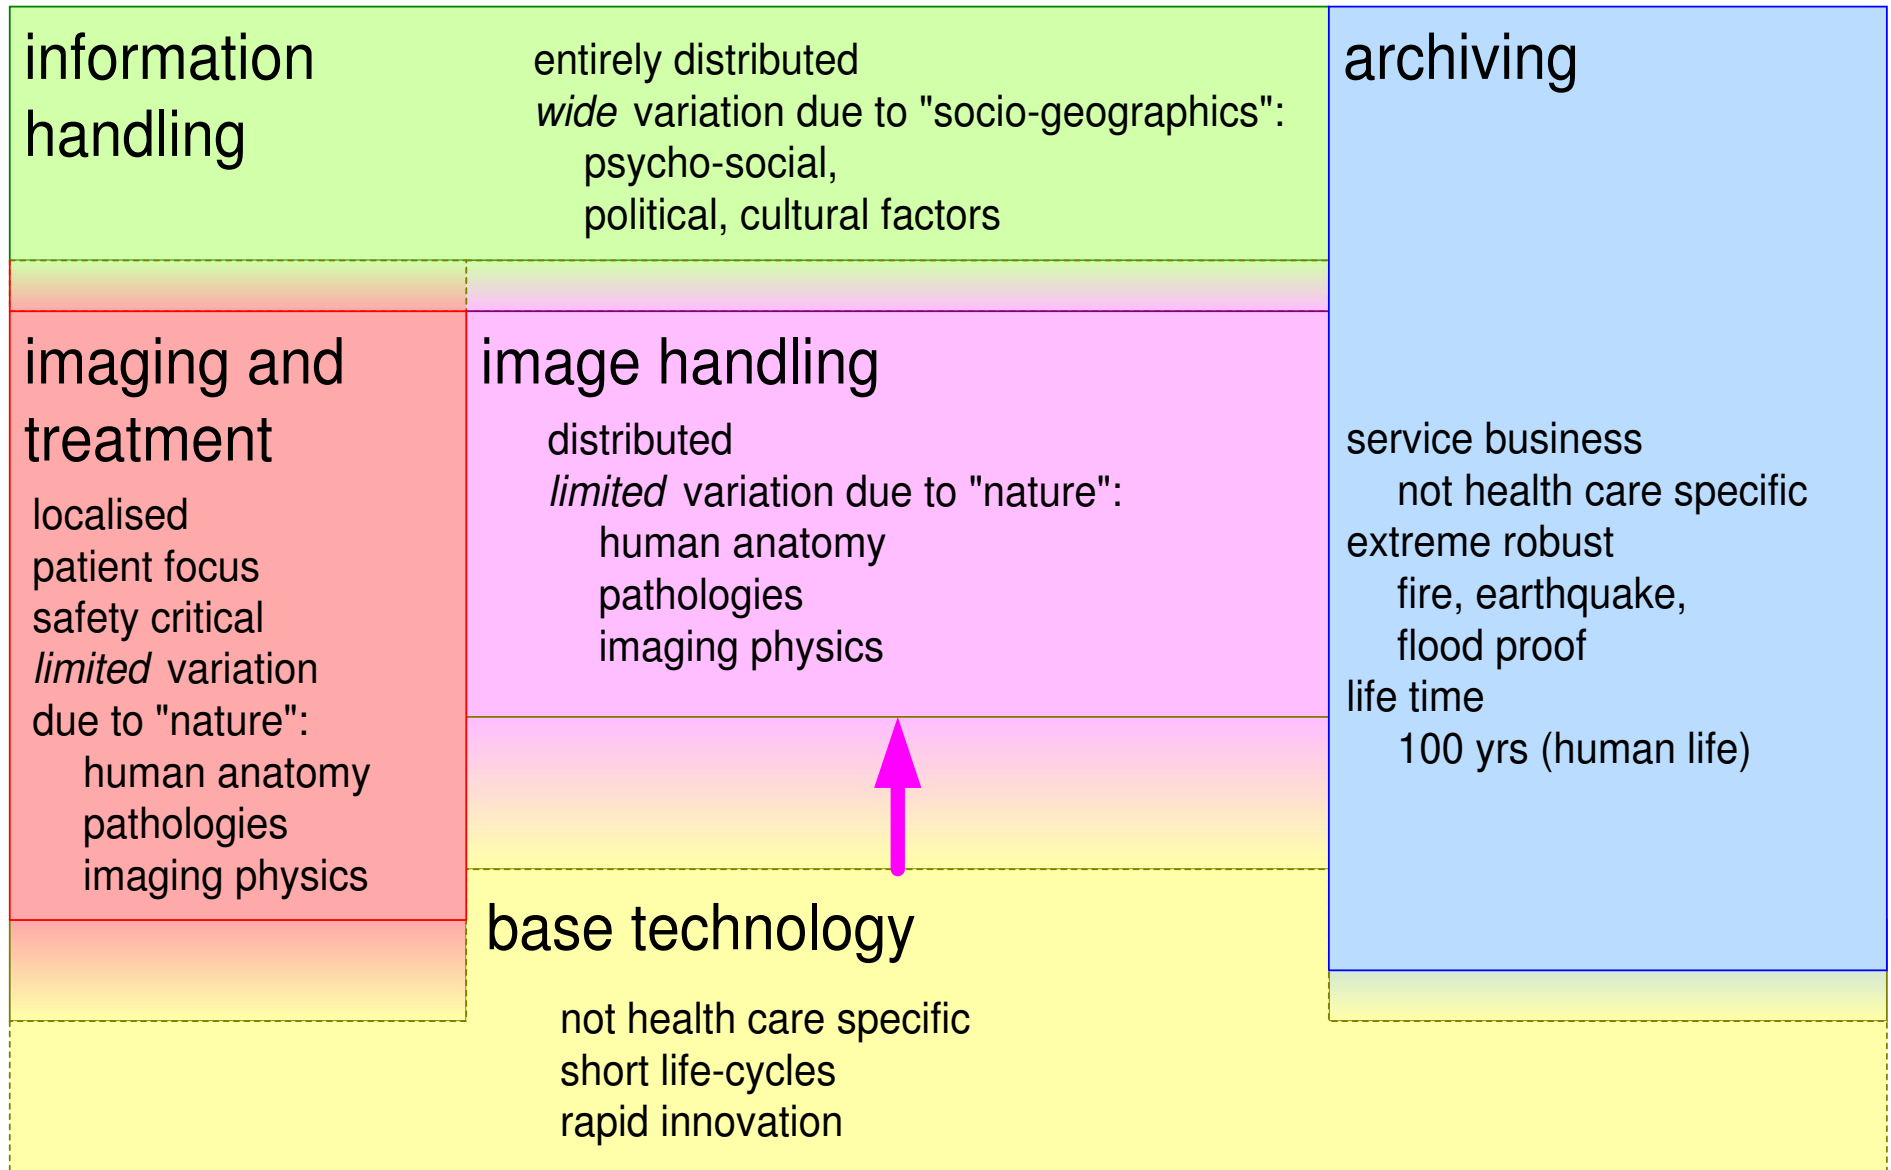 information
handling
entirely distributed
wide variation due to "socio-geographics":
psycho-social,
political, cultural factors
archiving
service business
not health care specific
extreme robust
fire, earthquake,
flood proof
life time
100 yrs (human life)
imaging and
treatment
localised
patient focus
safety critical
limited variation
due to "nature":
human anatomy
pathologies
imaging physics
image handling
distributed
limited variation due to "nature":
human anatomy
pathologies
imaging physics
base technology
not health care specific
short life-cycles
rapid innovation